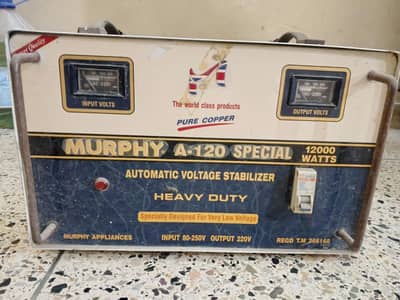 Quality
INPUT VOLTS
The world class products
PURE COPPER
OUTPUT VOLTS
MURPHY A-120 SPECIAL 12000 WATTS
AUTOMATIC VOLTAGE STABILIZER
HEAVY DUTY
Specially Designed For Very Low Voltage
MURPHY APPLIANCES INPUT 80-250V OUTPUT 220V REGD T.M 266168